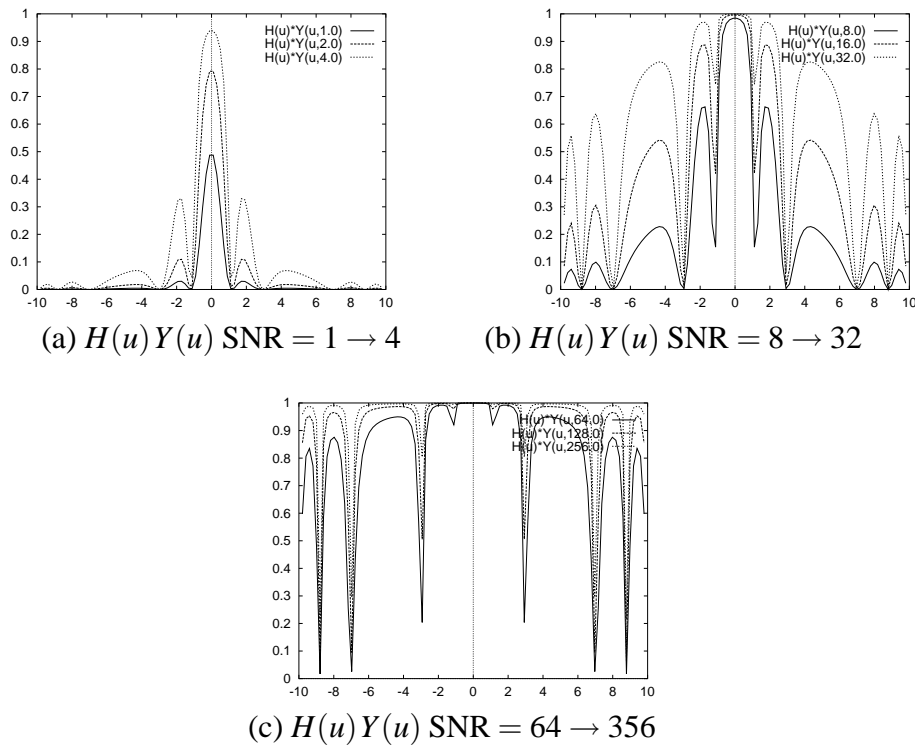 1
0.9
0.8
0.7
0.6
0.5
0.4
0.3
0.2
0.1
0
-10 -8 -6 -4 -2 0 2 4 6 8 10
H(u)*Y(u,1.0)
H(u)*Y(u,2.0)
H(u)*Y(u,4.0)
(a) H(u)Y(u) SNR = 1 → 4
1
0.9
0.8
0.7
0.6
0.5
0.4
0.3
0.2
0.1
0
-10 -8 -6 -4 -2 0 2 4 6 8 10
H(u)*Y(u,8.0)
H(u)*Y(u,16.0)
H(u)*Y(u,32.0)
(b) H(u)Y(u) SNR = 8 → 32
1
0.9
0.8
0.7
0.6
0.5
0.4
0.3
0.2
0.1
0
-10 -8 -6 -4 -2 0 2 4 6 8 10
H(u)*Y(u,64.0)
H(u)*Y(u,128.0)
H(u)*Y(u,256.0)
(c) H(u)Y(u) SNR = 64 → 356